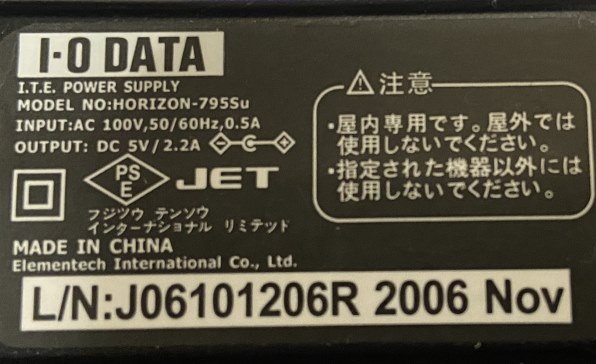 I-O DATA
I.T.E. POWER SUPPLY
MODEL NO:HORIZON-795Su
INPUT:AC 100V,50/60Hz,0.5A
OUTPUT: DC 5V/2.2A
PS
E
JET
フジツウ テンソウ
インターナショナル リミテッド
MADE IN CHINA
Elementech International Co., Ltd.
注意
・屋内専用です。屋外では
使用しないでください。
・指定された機器以外には
使用しないでください。
L/N:J06101206R 2006 Nov